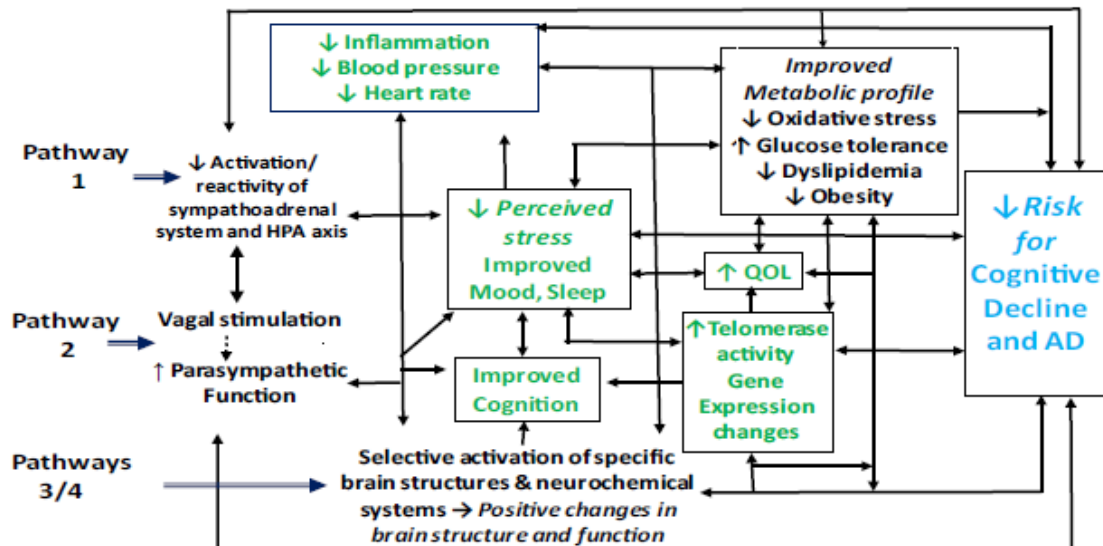 ↓ Inflammation
↓ Blood pressure
↓ Heart rate
Improved
Metabolic profile
↓ Oxidative stress
↑ Glucose tolerance
↓ Dyslipidemia
↓ Obesity
Pathway
1
↓ Activation/
reactivity of
sympathoadrenal
system and HPA axis
↓ Perceived
stress
Improved
Mood, Sleep
↑ QOL
↓ Risk
for
Cognitive
Decline
and AD
Pathway
2
Vagal stimulation
↑ Parasympathetic
Function
Improved
Cognition
↑ Telomerase
activity
Gene
Expression
changes
Pathways
3/4
Selective activation of specific
brain structures & neurochemical
systems → Positive changes in
brain structure and function